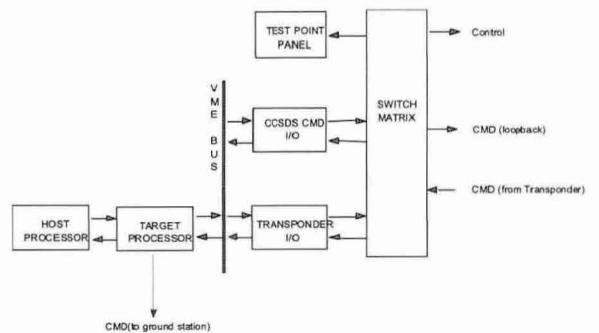 TEST POINT
PANEL
Control
V
M
E
B
U
S
CCSDS CMD
I/O
SWITCH
MATRIX
CMD (loopback)
CMD (from Transponder)
HOST
PROCESSOR
TARGET
PROCESSOR
TRANSPONDER
I/O
CMD(to ground station)